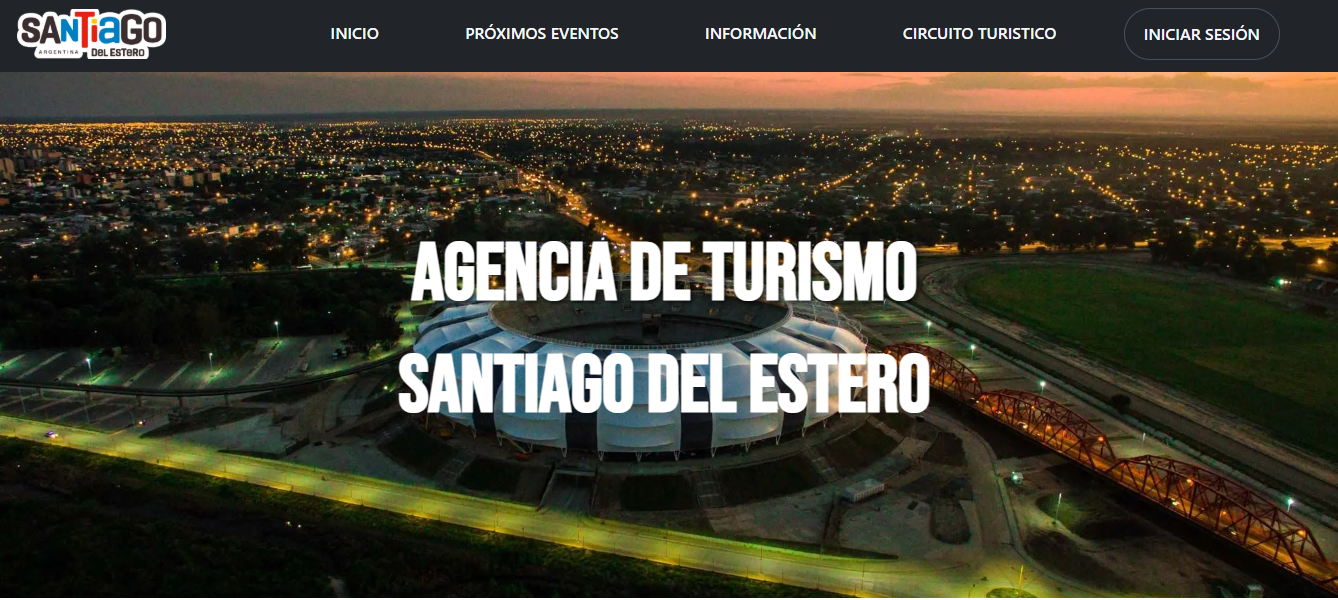 SANTIAGO
ARGENTINA DEL ESTERO
INICIO
PRÓXIMOS EVENTOS
INFORMACIÓN
CIRCUITO TURISTICO
INICIAR SESIÓN
AGENCIA DE TURISMO
SANTIAGO DEL ESTERO